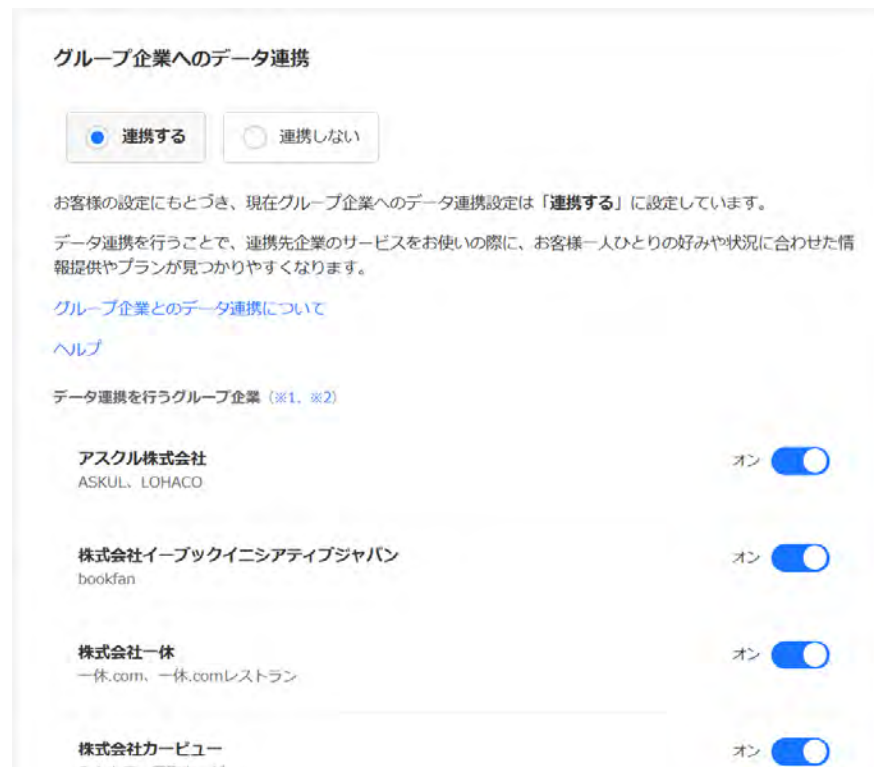 グループ企業へのデータ連携
連携する
連携しない
お客様の設定にもとづき、現在グループ企業へのデータ連携設定は「連携する」に設定しています。
データ連携を行うことで、連携先企業のサービスをお使いの際に、お客様一人ひとりの好みや状況に合わせた情
報提供やプランが見つかりやすくなります。
グループ企業とのデータ連携について
ヘルプ
データ連携を行うグループ企業（※1、※2）
アスクル株式会社
オン
ASKUL、LOHACO
株式会社イーブックイニシアティブジャパン
オン
bookfan
株式会社一休
オン
一休.com、一休.comレストラン
株式会社カービュー
オン